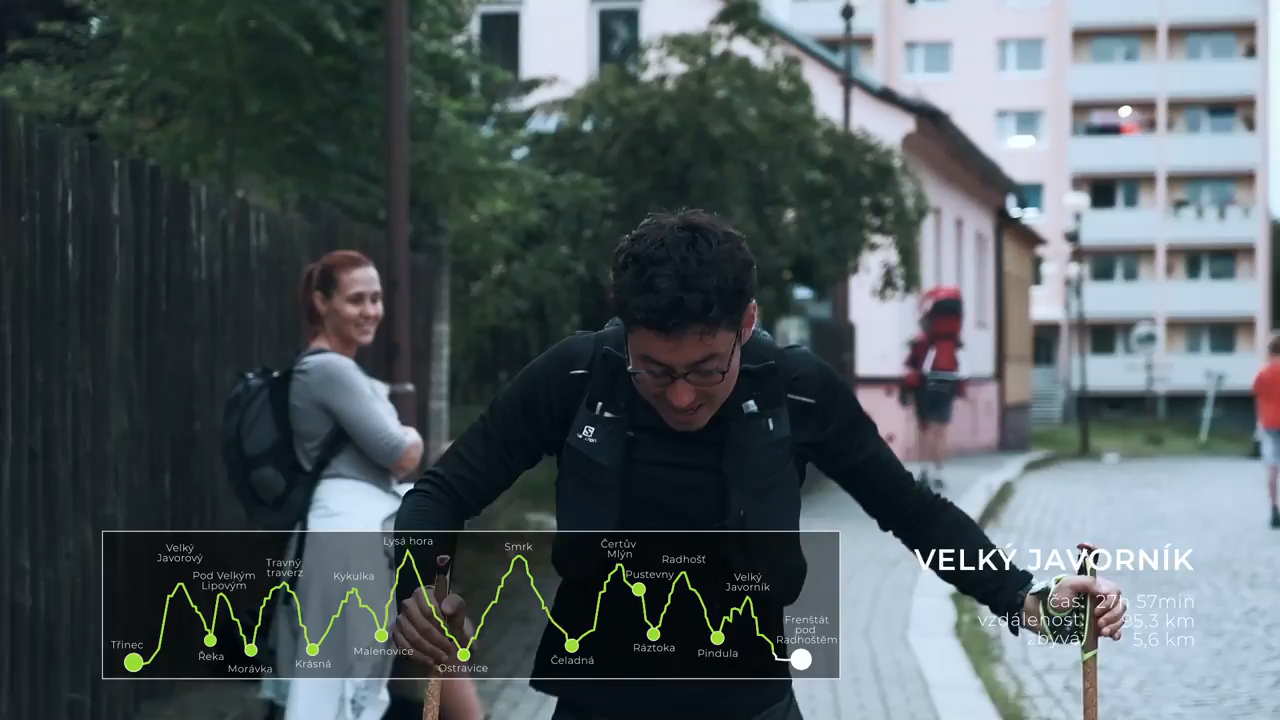 Velký
Javorový
Pod Velkým
Lipovým
Travný
traverz
Kykulka
Lysá hora
Smrk
Čertův
Mlýn
Pustevny
Radhošť
Velký
Javorník
Třinec
Řeka
Morávka
Krásná
Malenovice
Ostravice
Čeladná
Ráztoka
Pindula
Frenštát
pod
Radhoštěm
VELKÝ JAVORNÍK
čas: 27h 57min
vzdálenost: 95,3 km
zbývá: 5,6 km